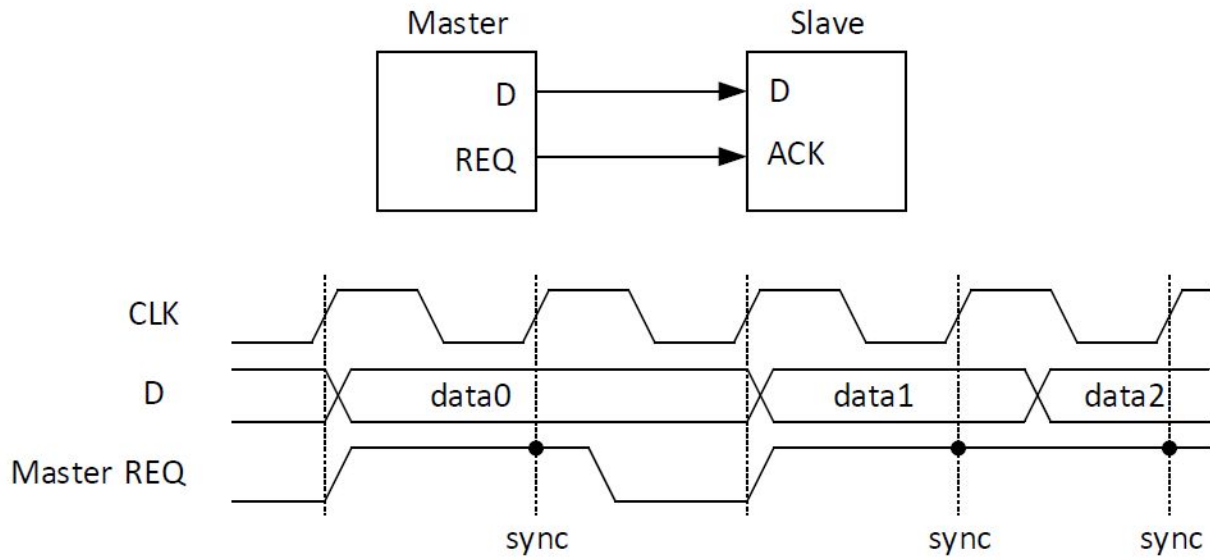 Master Slave
D D
REQ ACK
CLK
D data0 data1 data2
Master REQ
sync sync sync